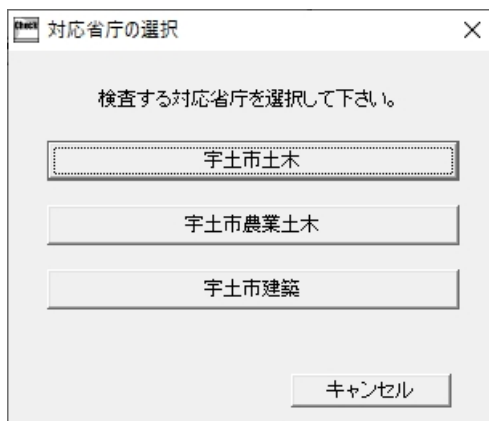 Check
対応省庁の選択
検査する対応省庁を選択して下さい。
宇土市土木
宇土市農業土木
宇土市建築
キャンセル